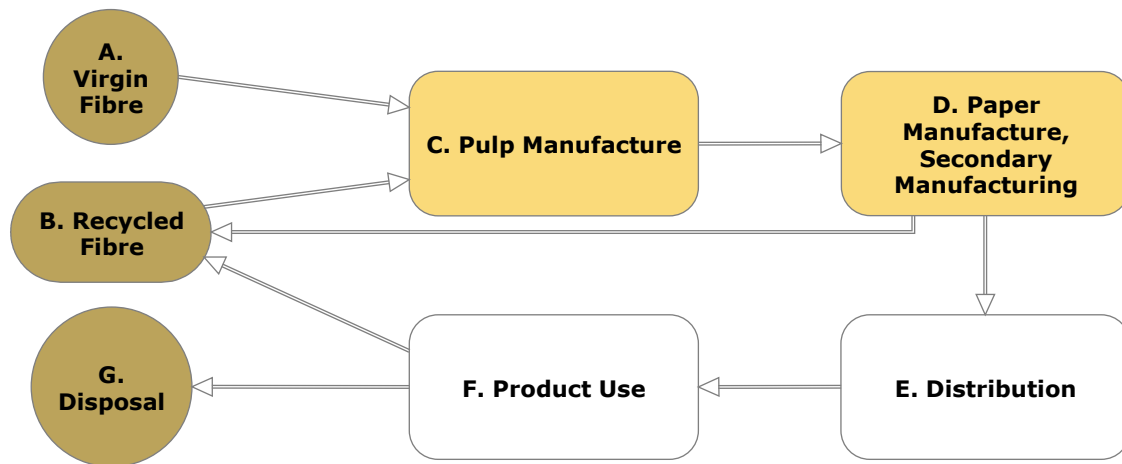 A.
Virgin
Fibre
C. Pulp Manufacture
D. Paper
Manufacture,
Secondary
Manufacturing
B. Recycled
Fibre
G.
Disposal
F. Product Use
E. Distribution